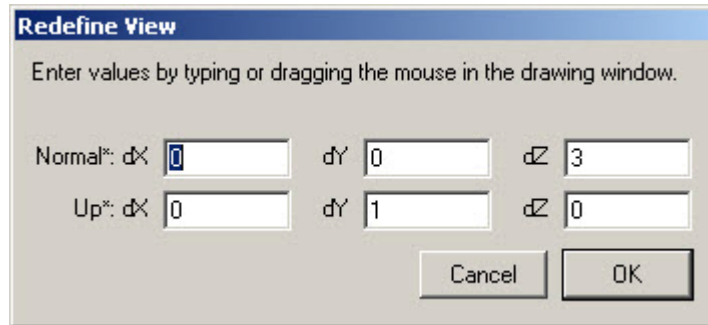 Redefine View
Enter values by typing or dragging the mouse in the drawing window.
Normal*: dX 0 dY 0 dZ 3
Up*: dX 0 dY 1 dZ 0
Cancel OK